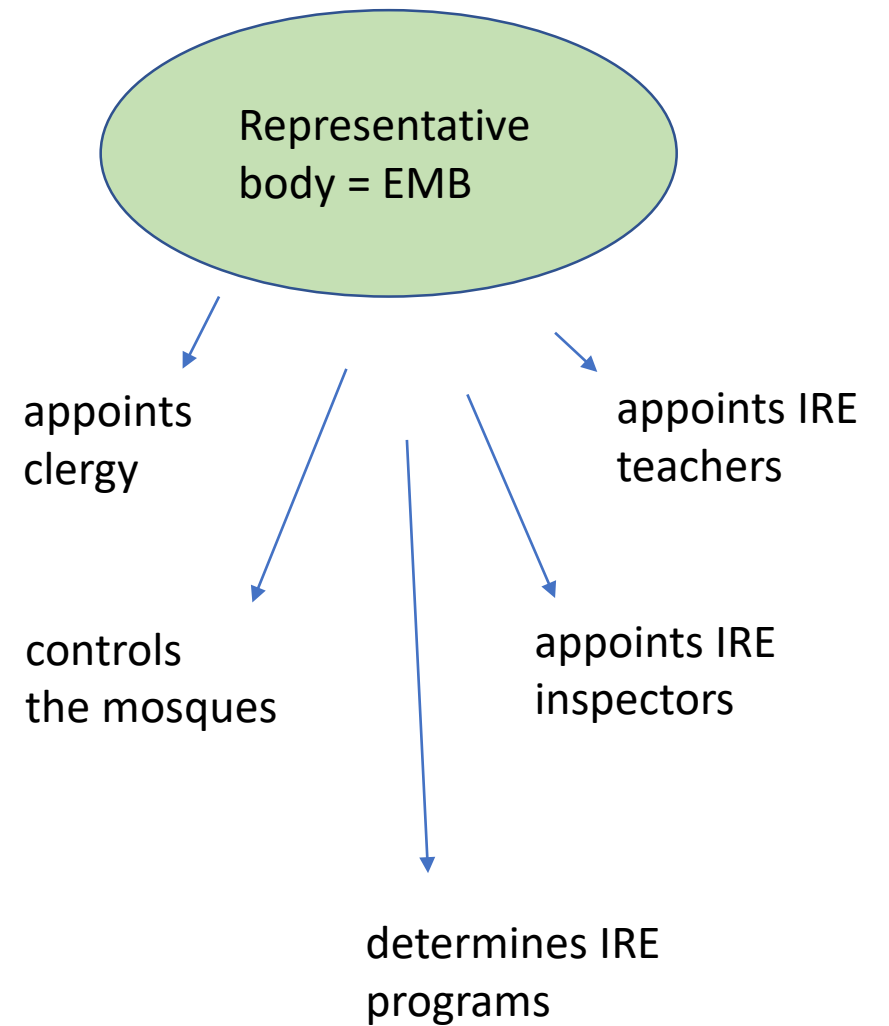 Representative
body = EMB
appoints
clergy
appoints IRE
teachers
controls
the mosques
appoints IRE
inspectors
determines IRE
programs